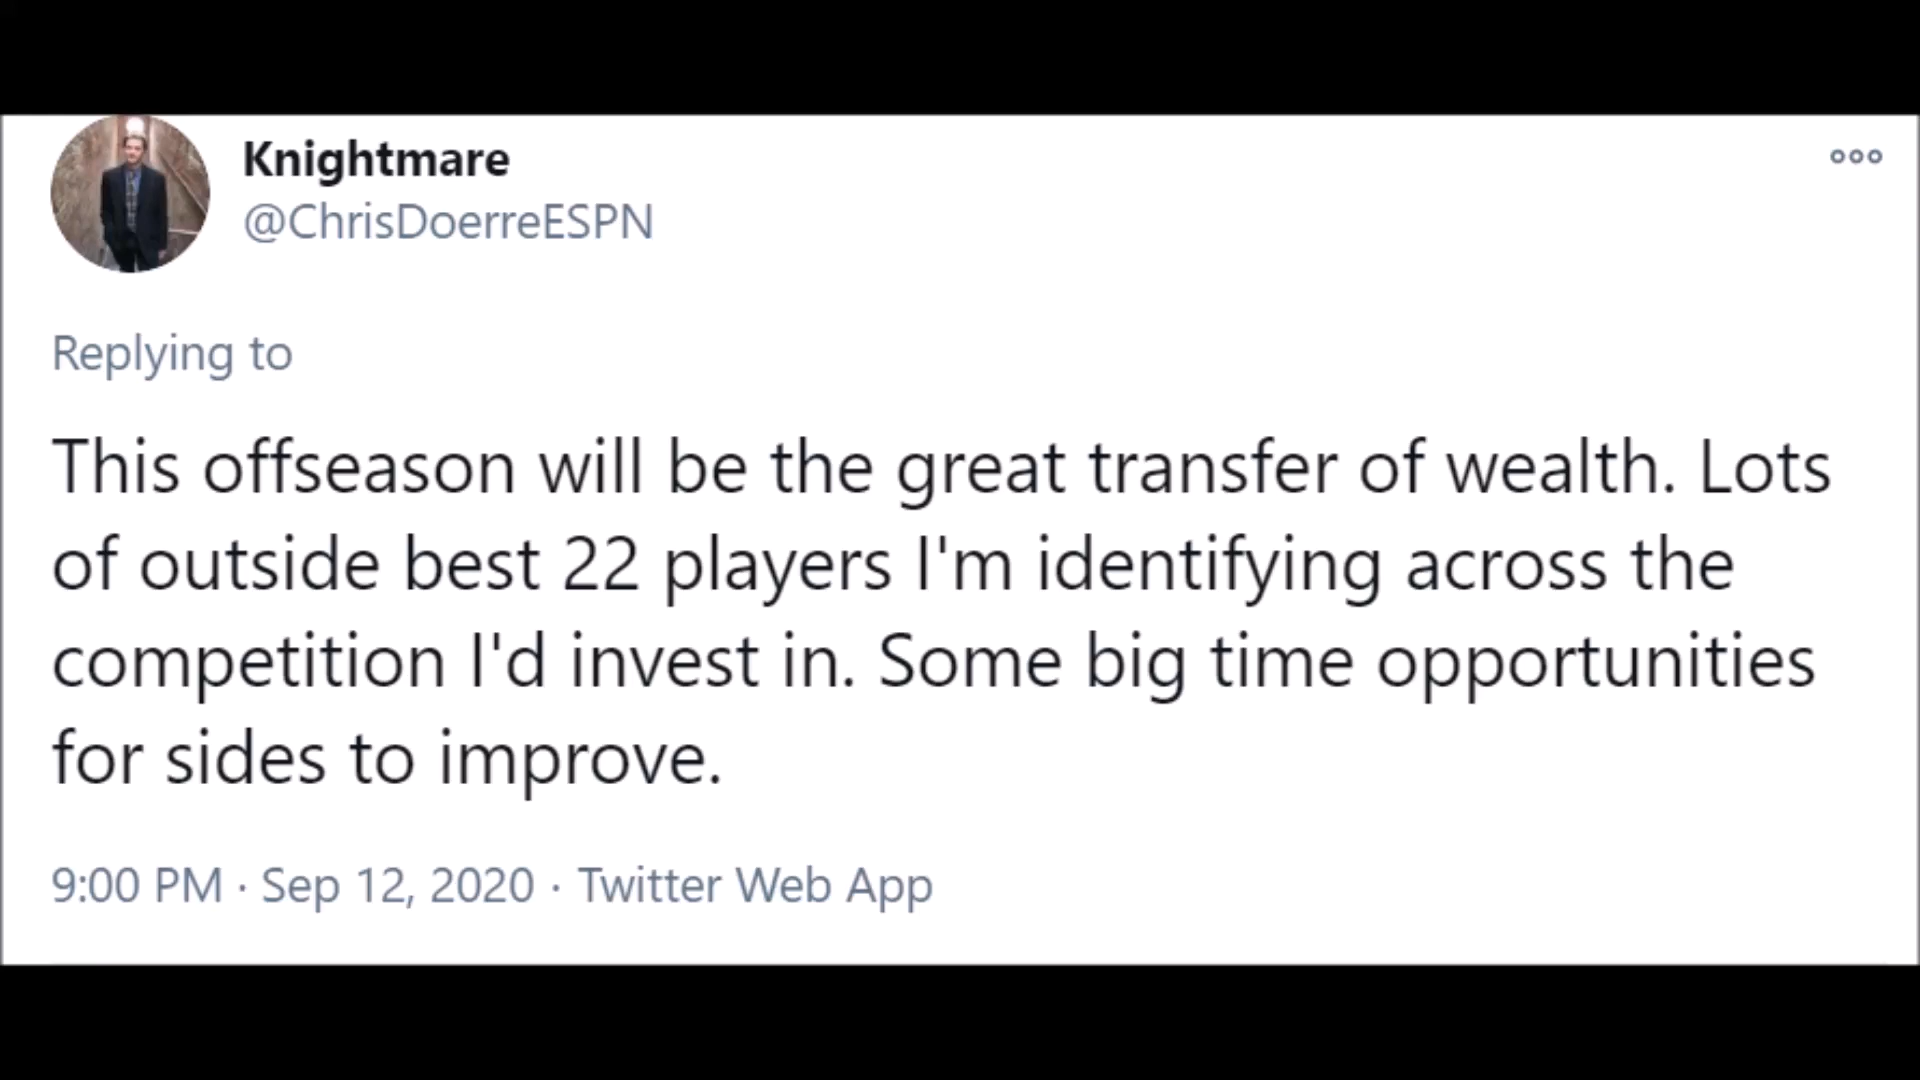 Knightmare
@ChrisDoerreESPN
Replying to
This offseason will be the great transfer of wealth. Lots
of outside best 22 players I'm identifying across the
competition I'd invest in. Some big time opportunities
for sides to improve.
9:00 PM · Sep 12, 2020 · Twitter Web App